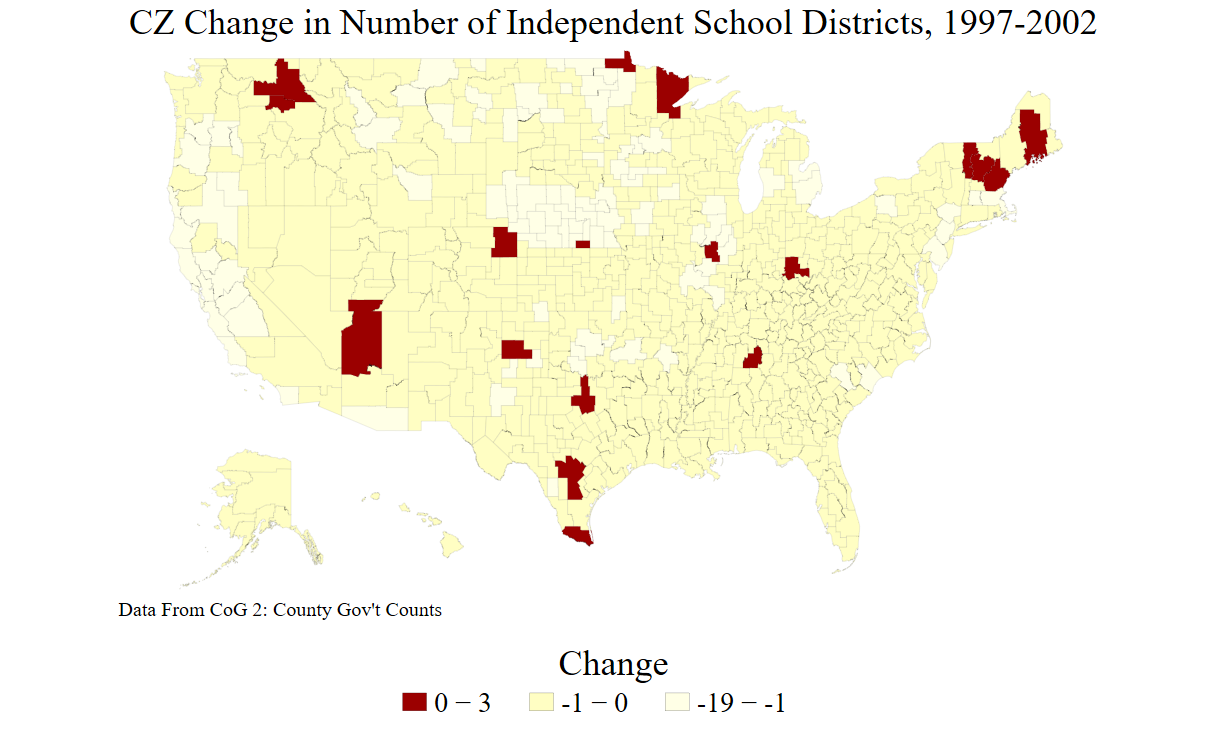 CZ Change in Number of Independent School Districts, 1997-2002
Data From CoG 2: County Gov't Counts
Change
0 − 3 -1 − 0 -19 − -1